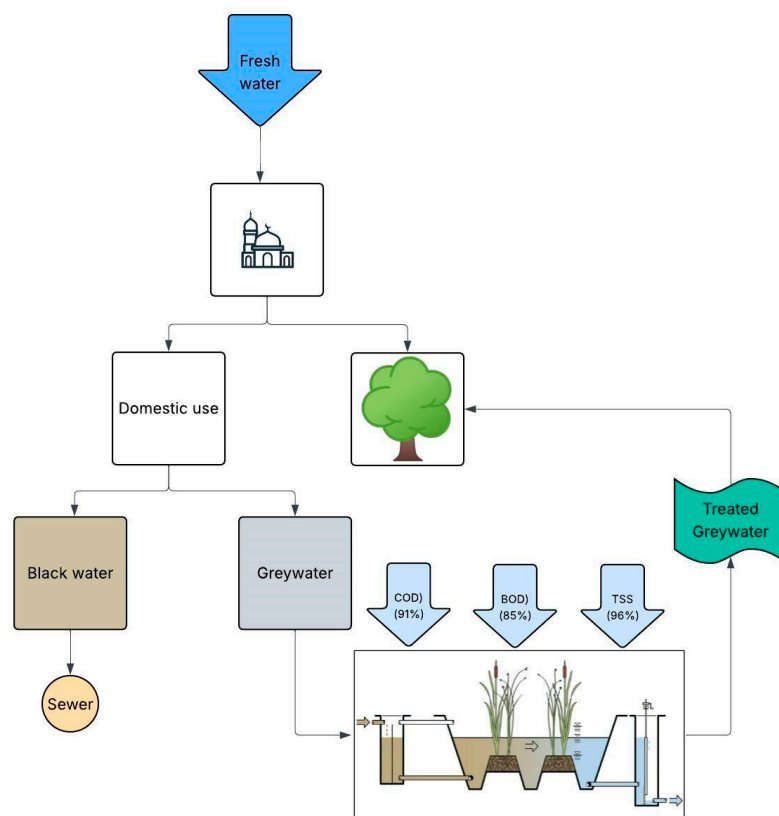 Fresh
water
Domestic use
Black water
Greywater
Treated
Greywater
COD)
(91%)
BOD)
(85%)
TSS
(96%)
Sewer